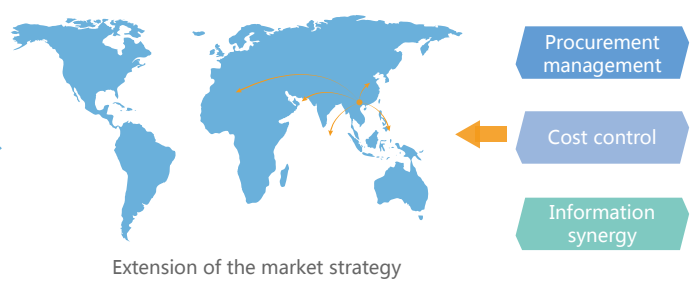 Procurement
management
Cost control
Information
synergy
Extension of the market strategy